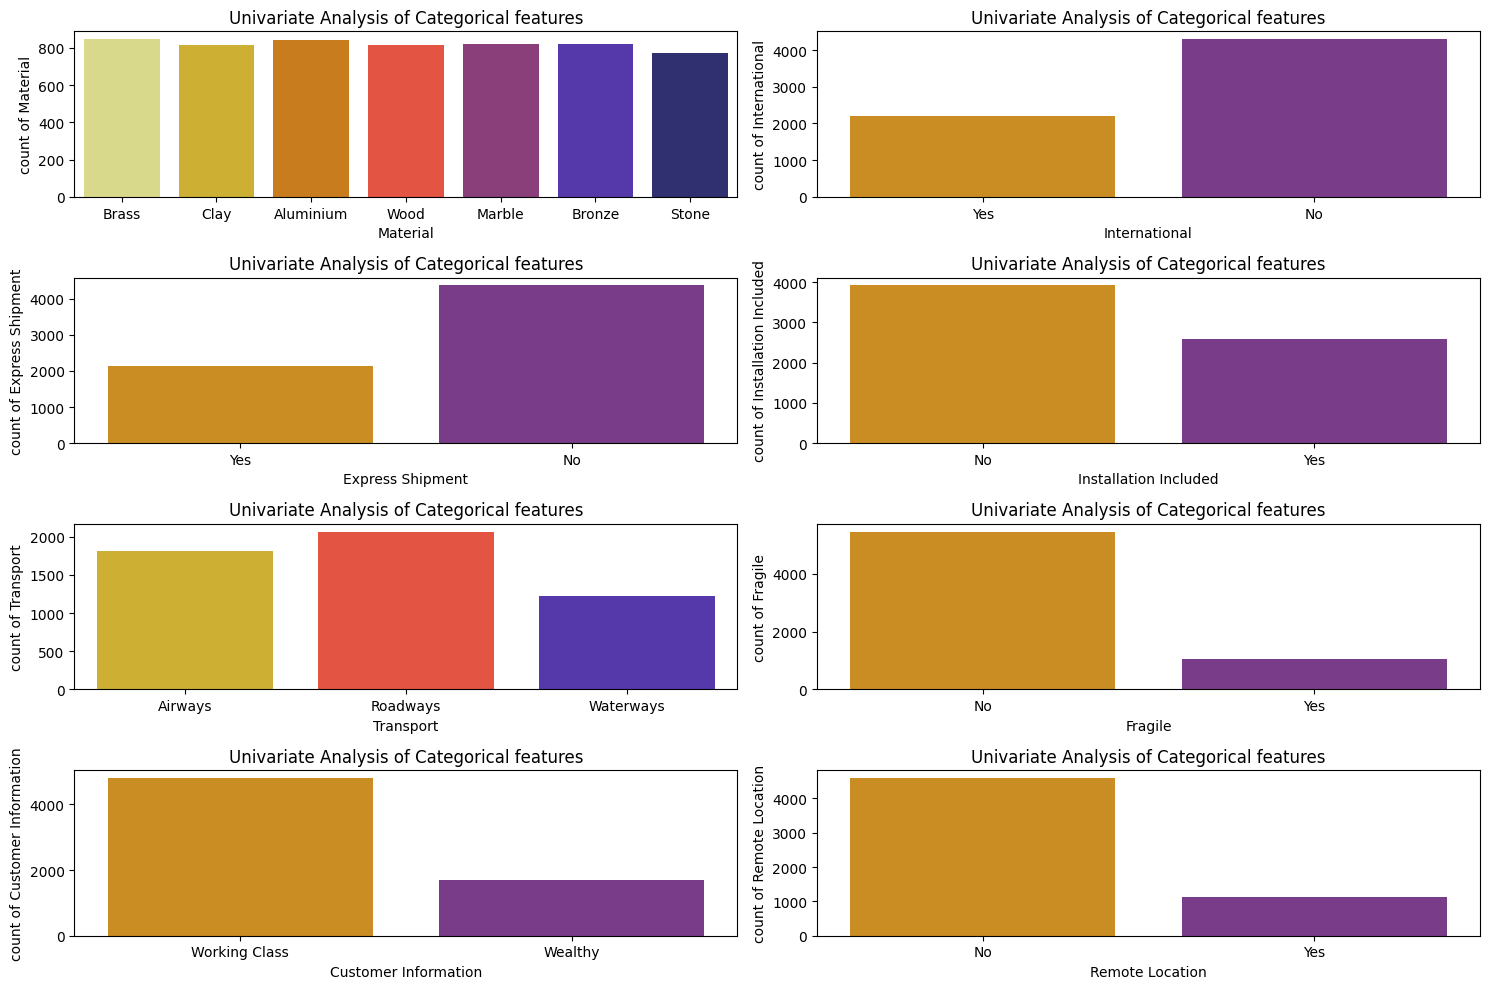 Univariate Analysis of Categorical features
count of Material
800
600
400
200
0
Brass Clay Aluminium Wood Marble Bronze Stone
Material
Univariate Analysis of Categorical features
count of International
4000
3000
2000
1000
0
Yes No
International
Univariate Analysis of Categorical features
count of Express Shipment
4000
3000
2000
1000
0
Yes No
Express Shipment
Univariate Analysis of Categorical features
count of Installation Included
4000
3000
2000
1000
0
No Yes
Installation Included
Univariate Analysis of Categorical features
count of Transport
2000
1500
1000
500
0
Airways Roadways Waterways
Transport
Univariate Analysis of Categorical features
count of Fragile
4000
2000
0
No Yes
Fragile
Univariate Analysis of Categorical features
count of Customer Information
4000
2000
0
Working Class Wealthy
Customer Information
Univariate Analysis of Categorical features
count of Remote Location
4000
3000
2000
1000
0
No Yes
Remote Location